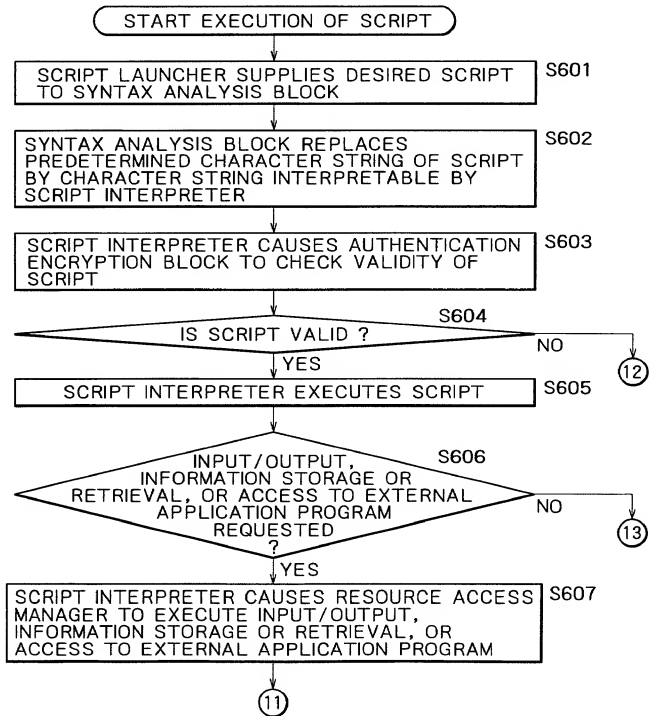 START EXECUTION OF SCRIPT
SCRIPT LAUNCHER SUPPLIES DESIRED SCRIPT
TO SYNTAX ANALYSIS BLOCK
S601
SYNTAX ANALYSIS BLOCK REPLACES
PREDETERMINED CHARACTER STRING OF SCRIPT
BY CHARACTER STRING INTERPRETABLE BY
SCRIPT INTERPRETER
S602
SCRIPT INTERPRETER CAUSES AUTHENTICATION
ENCRYPTION BLOCK TO CHECK VALIDITY OF
SCRIPT
S603
S604
IS SCRIPT VALID ?
NO
12
YES
SCRIPT INTERPRETER EXECUTES SCRIPT
S605
S606
INPUT/OUTPUT,
INFORMATION STORAGE OR
RETRIEVAL, OR ACCESS TO EXTERNAL
APPLICATION PROGRAM
REQUESTED
?
NO
13
YES
SCRIPT INTERPRETER CAUSES RESOURCE ACCESS
MANAGER TO EXECUTE INPUT/OUTPUT,
INFORMATION STORAGE OR RETRIEVAL, OR
ACCESS TO EXTERNAL APPLICATION PROGRAM
S607
11